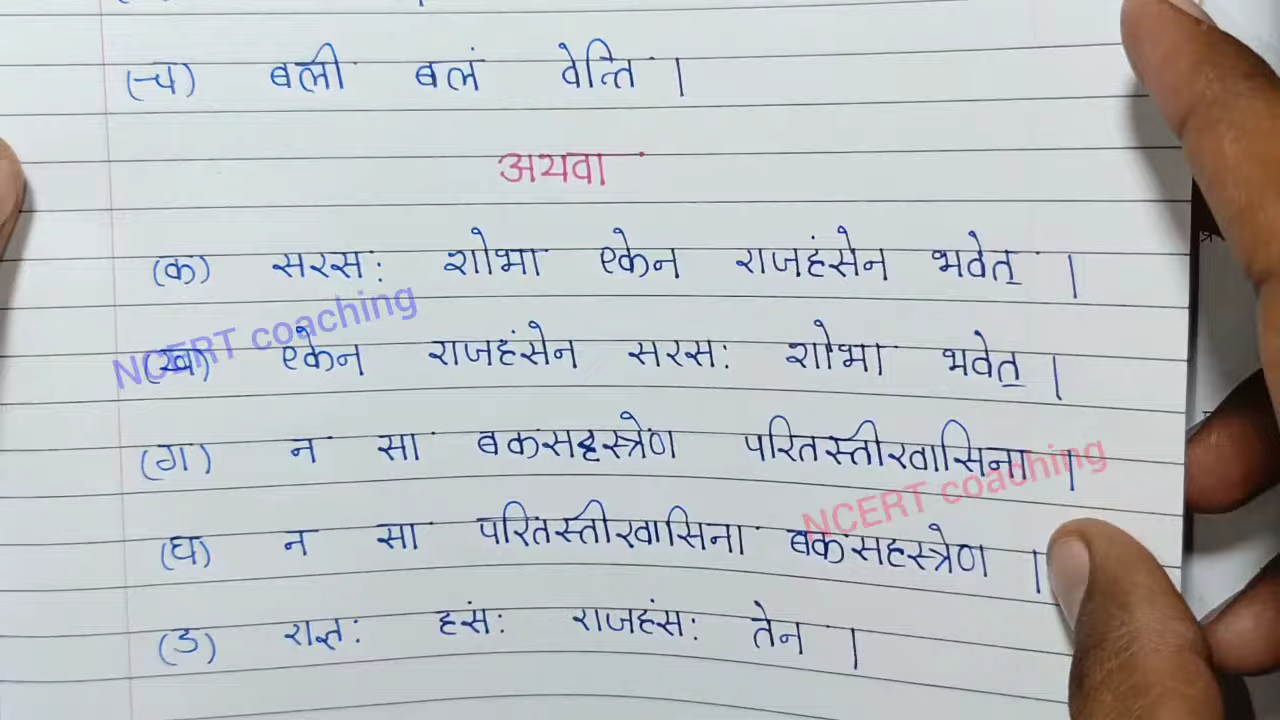 (च) बली बलं वेत्ति ।
अथवा
(क) सरसः शोभा एकेन राजहंसेन भवेत् ।
NCERT coaching
(ख) एकेन राजहंसेन सरसः शोभा भवेत् ।
(ग) न सा बकसहस्त्रेण परितस्तीरवासिना ।
NCERT coaching
(घ) न सा परितस्तीरवासिना बकसहस्त्रेण ।
(ङ) राज्ञः हंसः राजहंसः तेन ।